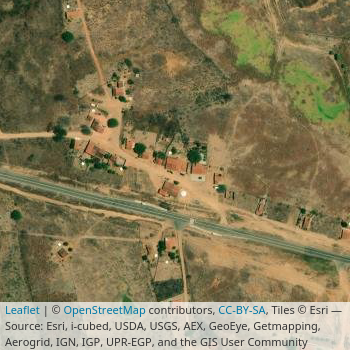 Leaflet | © OpenStreetMap contributors, CC-BY-SA, Tiles © Esri —
Source: Esri, i-cubed, USDA, USGS, AEX, GeoEye, Getmapping,
Aerogrid, IGN, IGP, UPR-EGP, and the GIS User Community